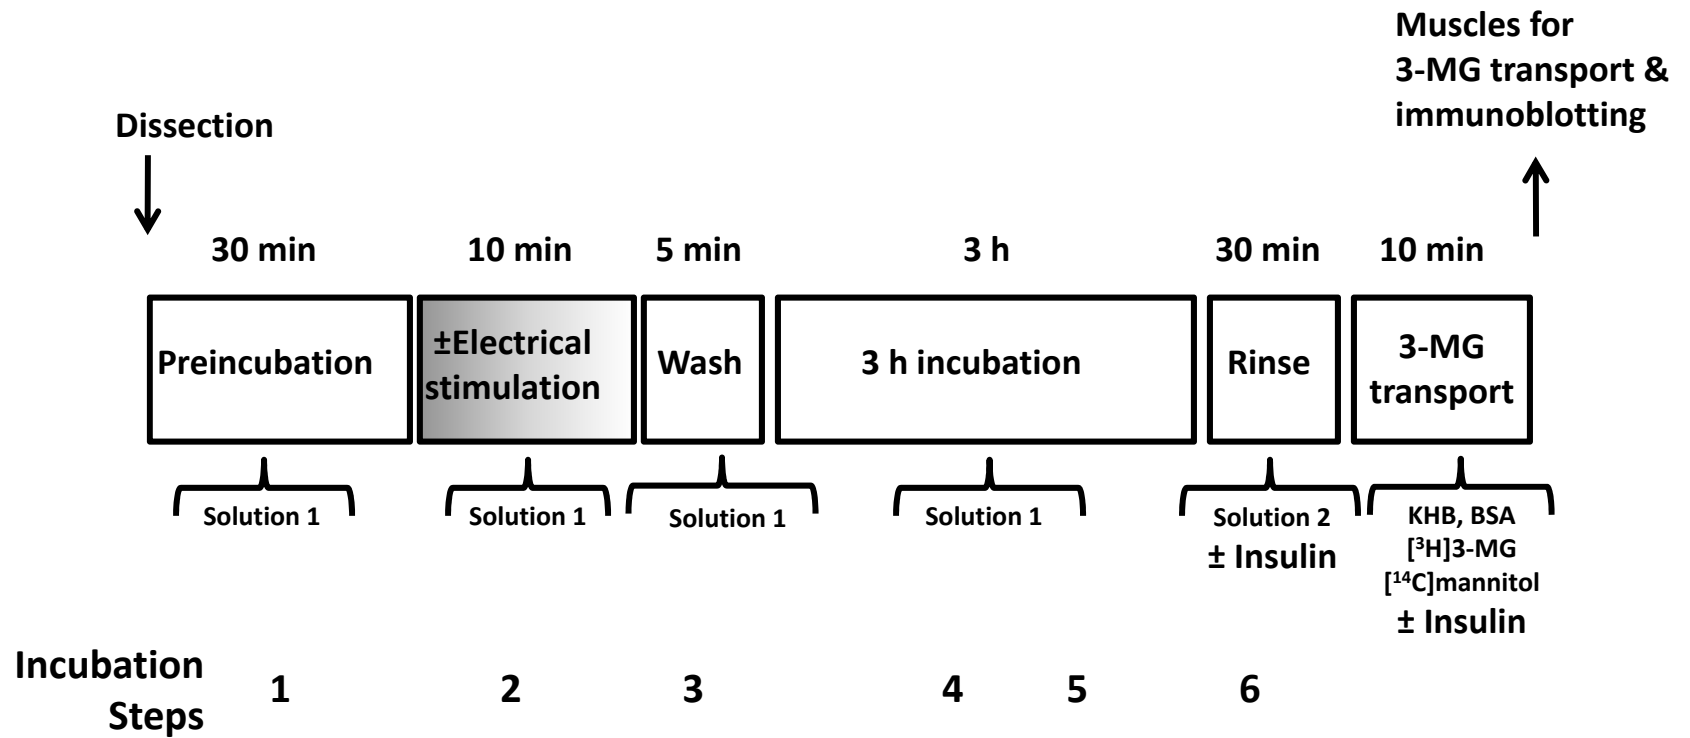 Muscles for
3-MG transport &
immunoblotting
Dissection
30 min
10 min
5 min
3 h
30 min
10 min
Preincubation
±Electrical
stimulation
Wash
3 h incubation
Rinse
3-MG
transport
Solution 1
Solution 1
Solution 1
Solution 1
Solution 2
± Insulin
KHB, BSA
[³H]3-MG
[¹⁴C]mannitol
± Insulin
Incubation
Steps
1
2
3
4
5
6